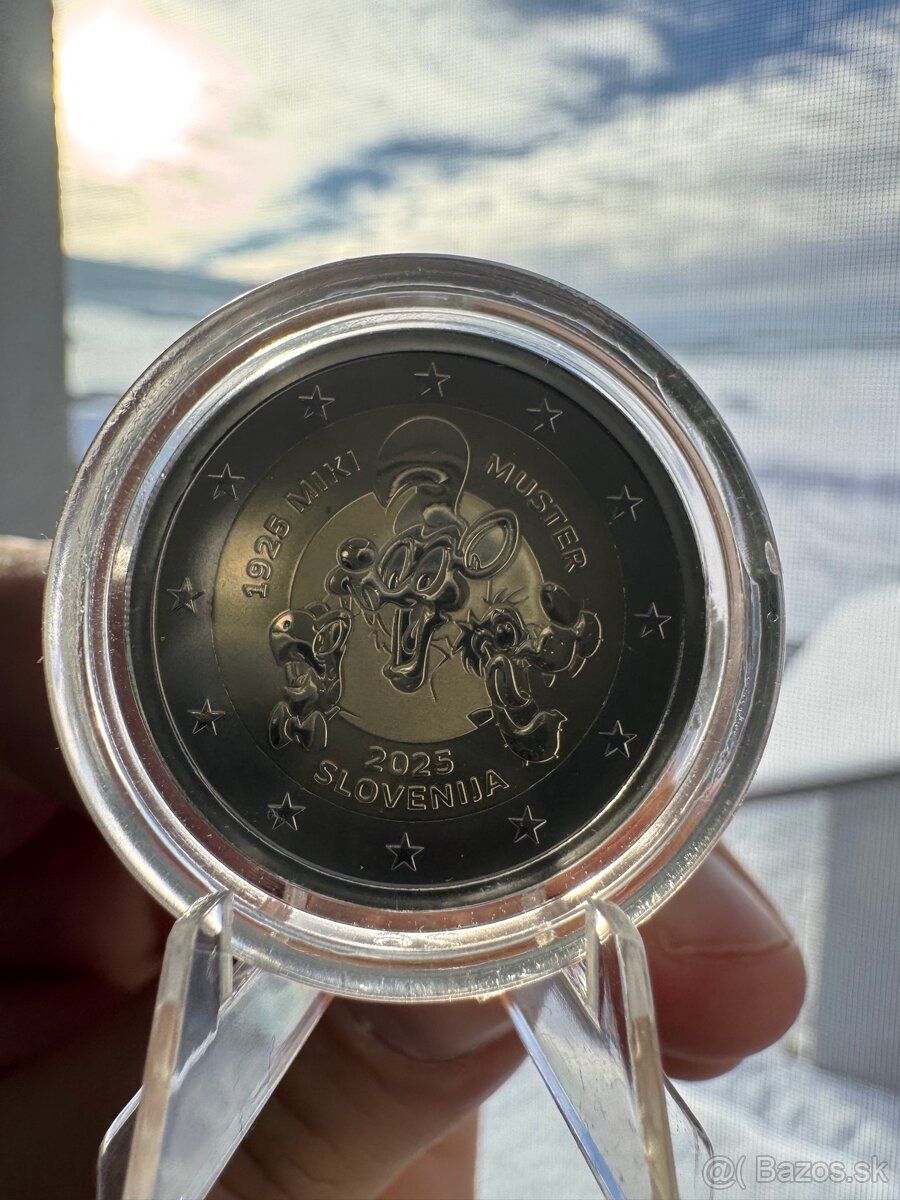 1925 MIKI MUSTER
2025
SLOVENIJA
@( Bazos.sk